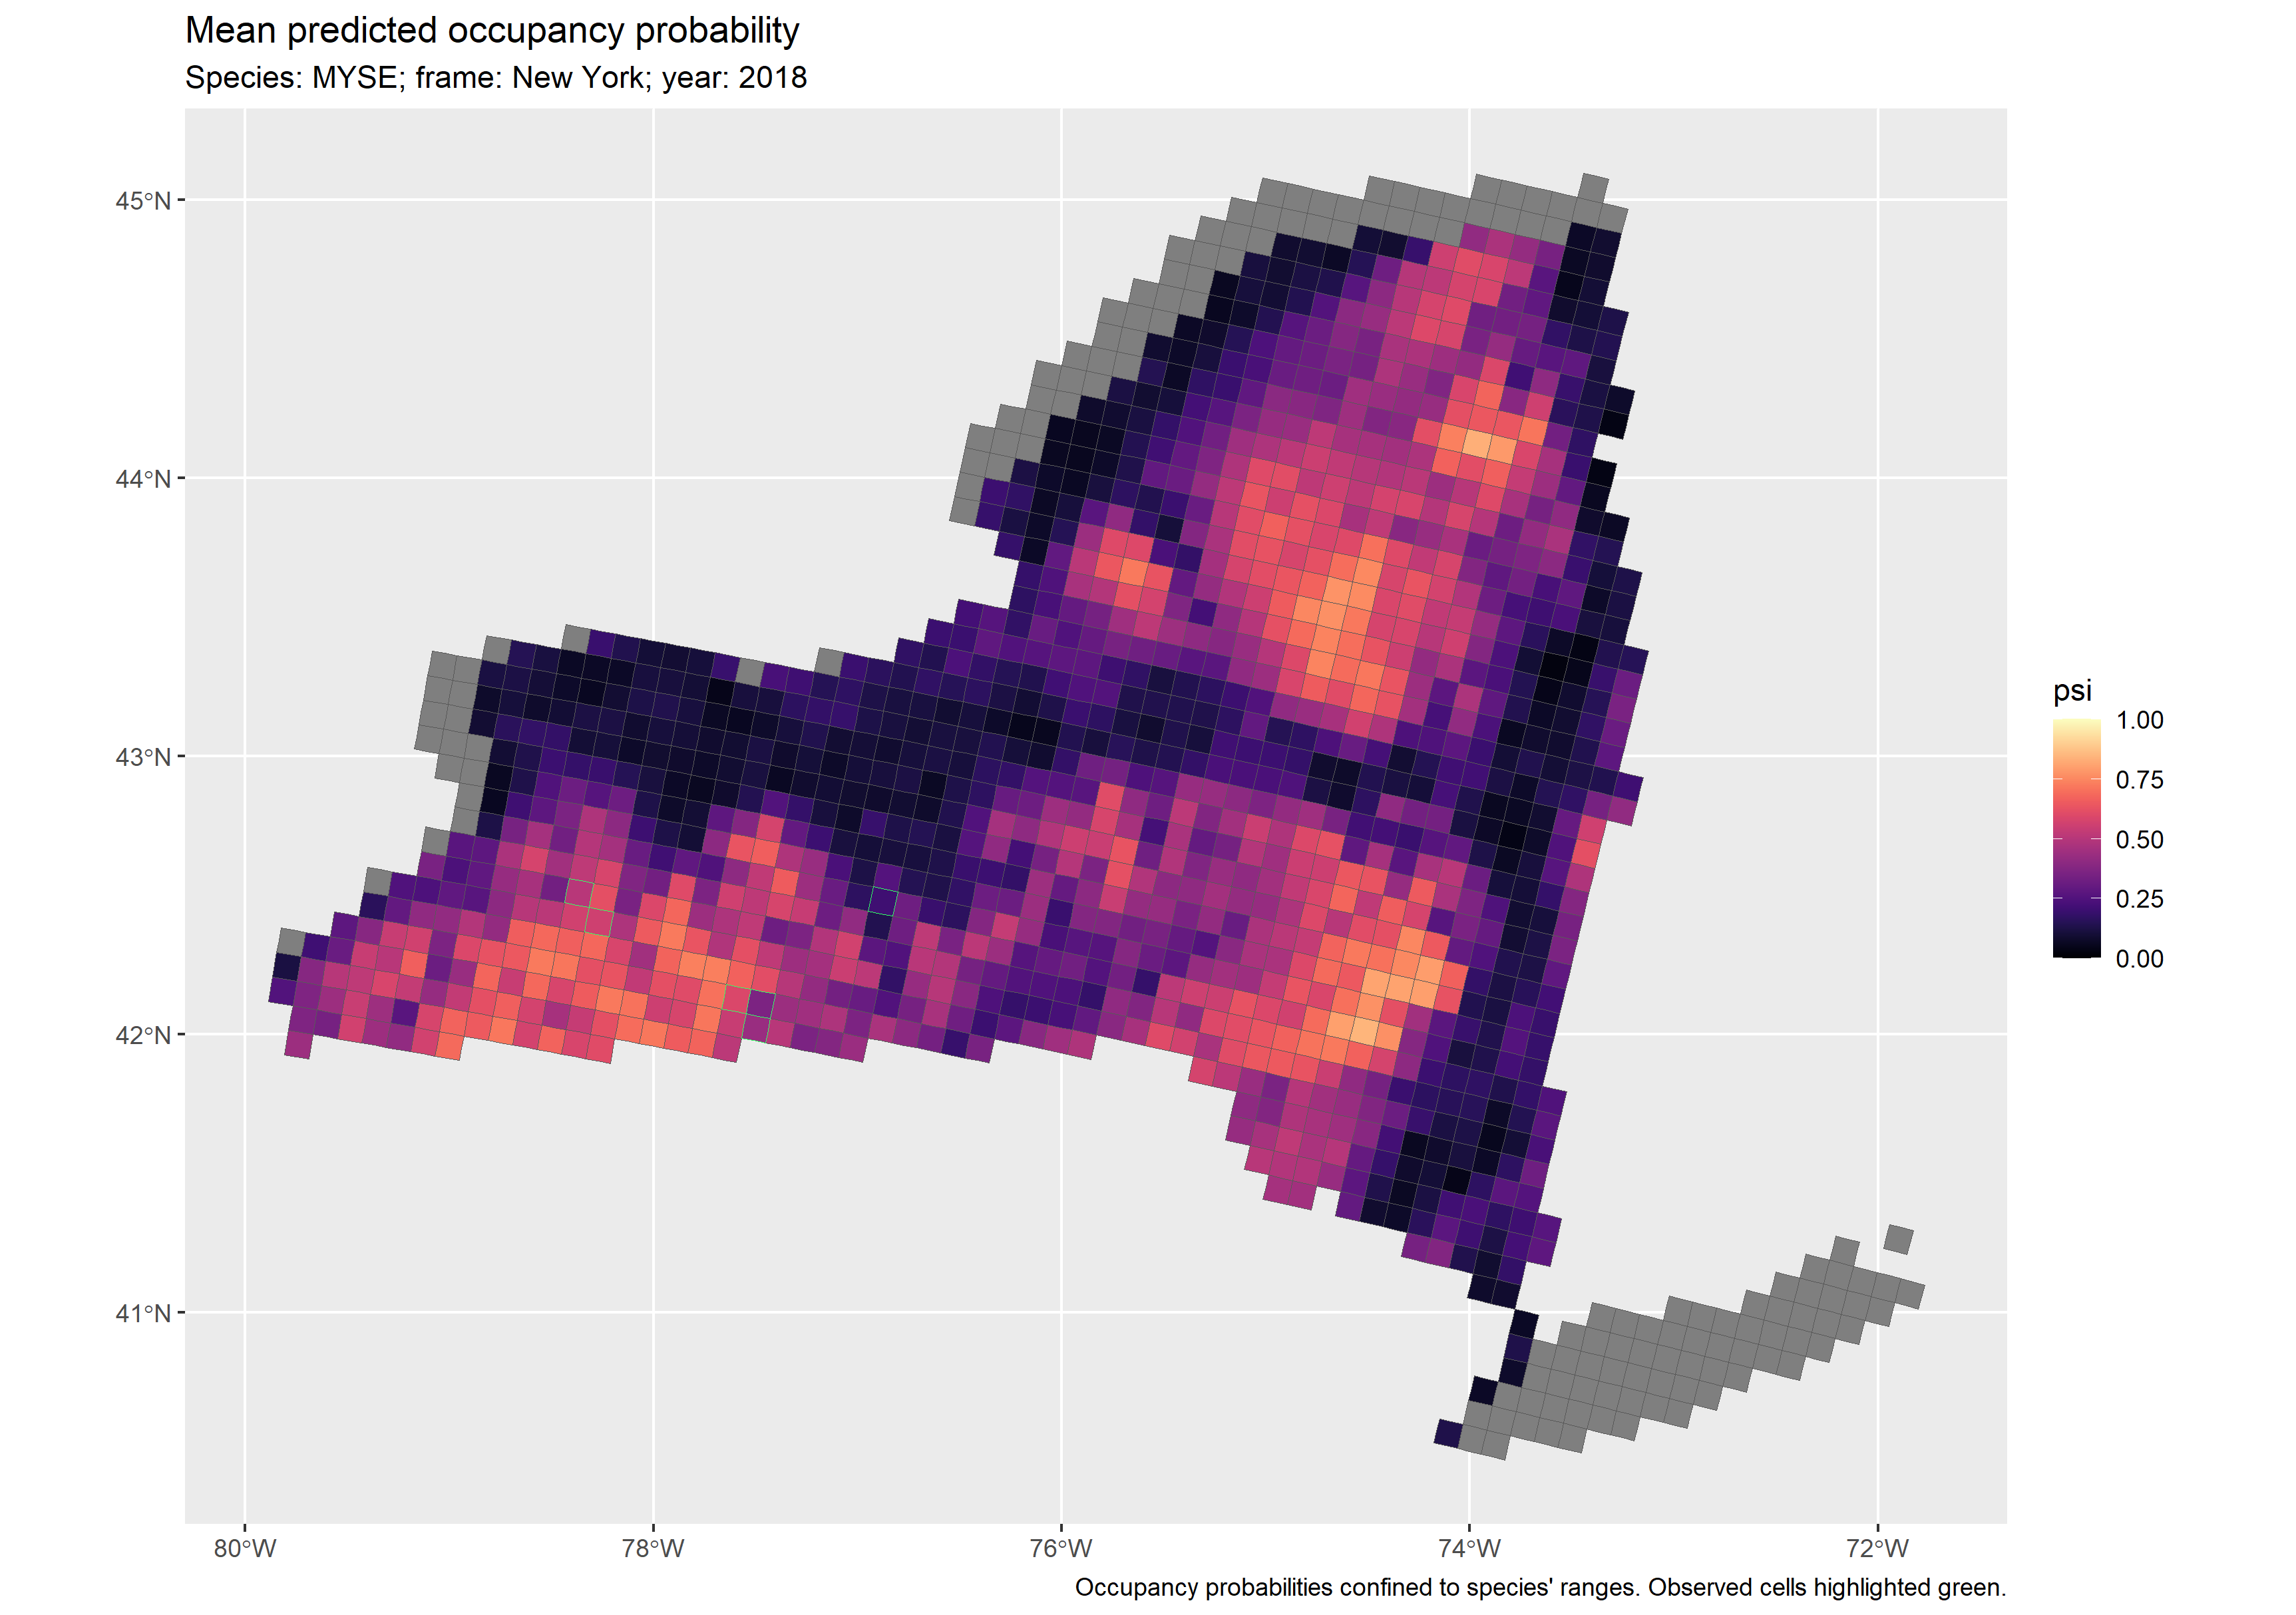 Mean predicted occupancy probability
Species: MYSE; frame: New York; year: 2018
45°N
44°N
43°N
42°N
41°N
80°W
78°W
76°W
74°W
72°W
psi
1.00
0.75
0.50
0.25
0.00
Occupancy probabilities confined to species' ranges. Observed cells highlighted green.